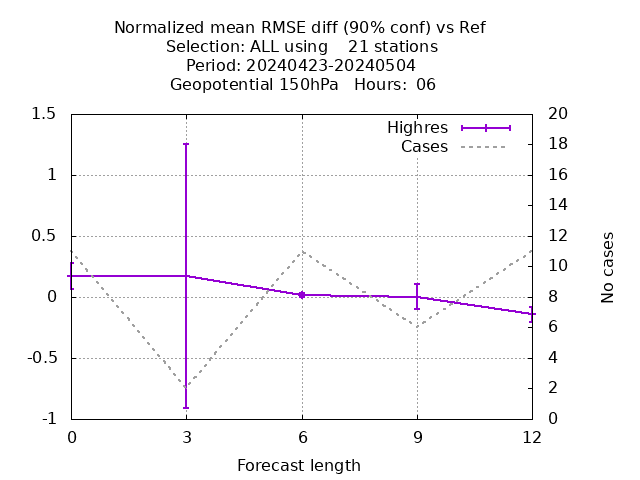 Normalized mean RMSE diff (90% conf) vs Ref
Selection: ALL using    21 stations
Period: 20240423-20240504
Geopotential 150hPa   Hours:  06
Highres
Cases
1.5
1
0.5
0
-0.5
-1
20
18
16
14
12
10
8
6
4
2
0
No cases
0
3
6
9
12
Forecast length